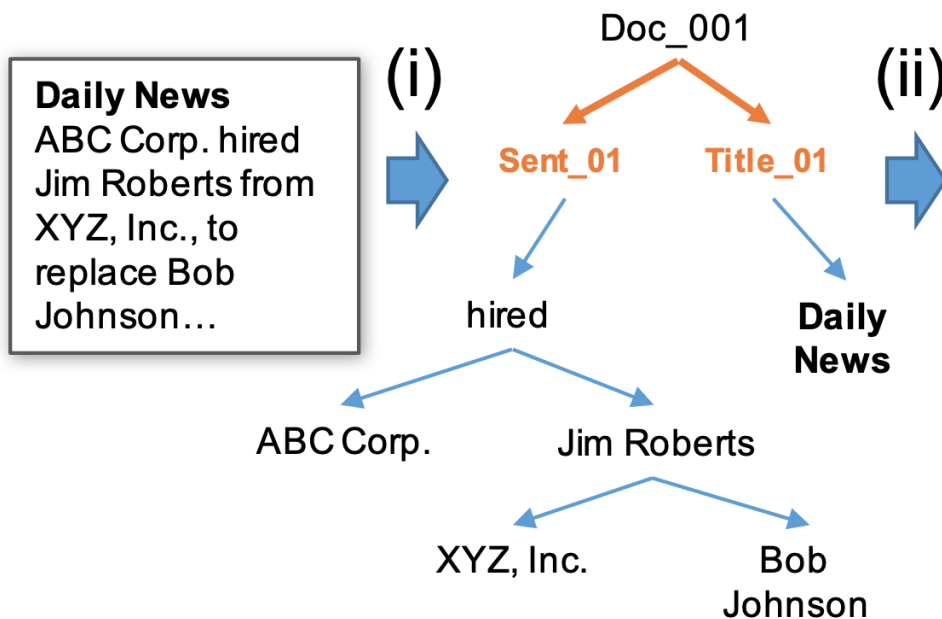 Daily News
ABC Corp. hired
Jim Roberts from
XYZ, Inc., to
replace Bob
Johnson…
(i)
Doc_001
(ii)
Sent_01
Title_01
hired
Daily
News
ABC Corp.
Jim Roberts
XYZ, Inc.
Bob
Johnson